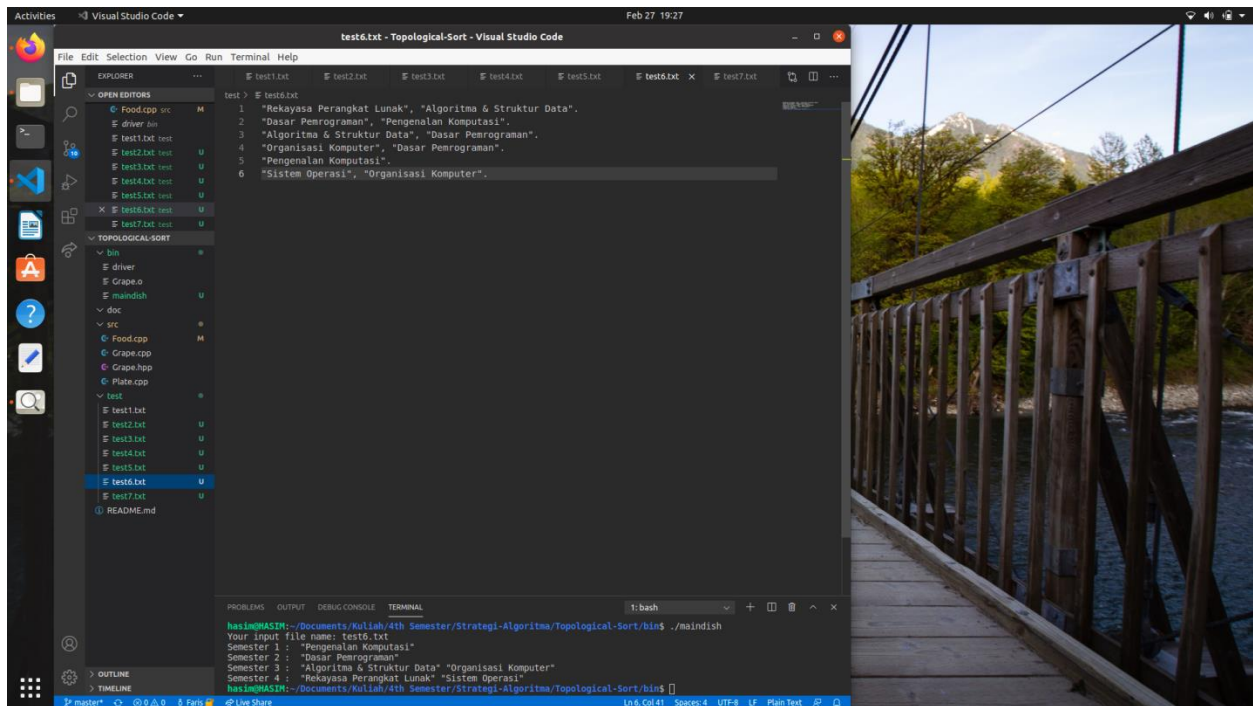 Activities Visual Studio Code Feb 27 19:27
test6.txt - Topological-Sort - Visual Studio Code
File Edit Selection View Go Run Terminal Help
EXPLORER
OPEN EDITORS
Food.cpp src M
driver bin
test1.txt test
test2.txt test U
test3.txt test U
test4.txt test U
test5.txt test U
test6.txt test U
test7.txt test U
TOPOLOGICAL-SORT
bin
driver
Grape.o
maindish U
doc
src
Food.cpp M
Grape.cpp
Grape.hpp
Plate.cpp
test
test1.txt
test2.txt U
test3.txt U
test4.txt U
test5.txt U
test6.txt U
test7.txt U
README.md
OUTLINE
TIMELINE
test1.txt test2.txt test3.txt test4.txt test5.txt test6.txt test7.txt
test > test6.txt
1 "Rekayasa Perangkat Lunak", "Algoritma & Struktur Data".
2 "Dasar Pemrograman", "Pengenalan Komputasi".
3 "Algoritma & Struktur Data", "Dasar Pemrograman".
4 "Organisasi Komputer", "Dasar Pemrograman".
5 "Pengenalan Komputasi".
6 "Sistem Operasi", "Organisasi Komputer".
PROBLEMS OUTPUT DEBUG CONSOLE TERMINAL 1: bash
hasim@HASIM:~/Documents/Kuliah/4th Semester/Strategi-Algoritma/Topological-Sort/bin$ ./maindish
Your input file name: test6.txt
Semester 1 : "Pengenalan Komputasi"
Semester 2 : "Dasar Pemrograman"
Semester 3 : "Algoritma & Struktur Data" "Organisasi Komputer"
Semester 4 : "Rekayasa Perangkat Lunak" "Sistem Operasi"
hasim@HASIM:~/Documents/Kuliah/4th Semester/Strategi-Algoritma/Topological-Sort/bin$
master* 0 0 Faris Live Share Ln 6, Col 41 Spaces: 4 UTF-8 LF Plain Text